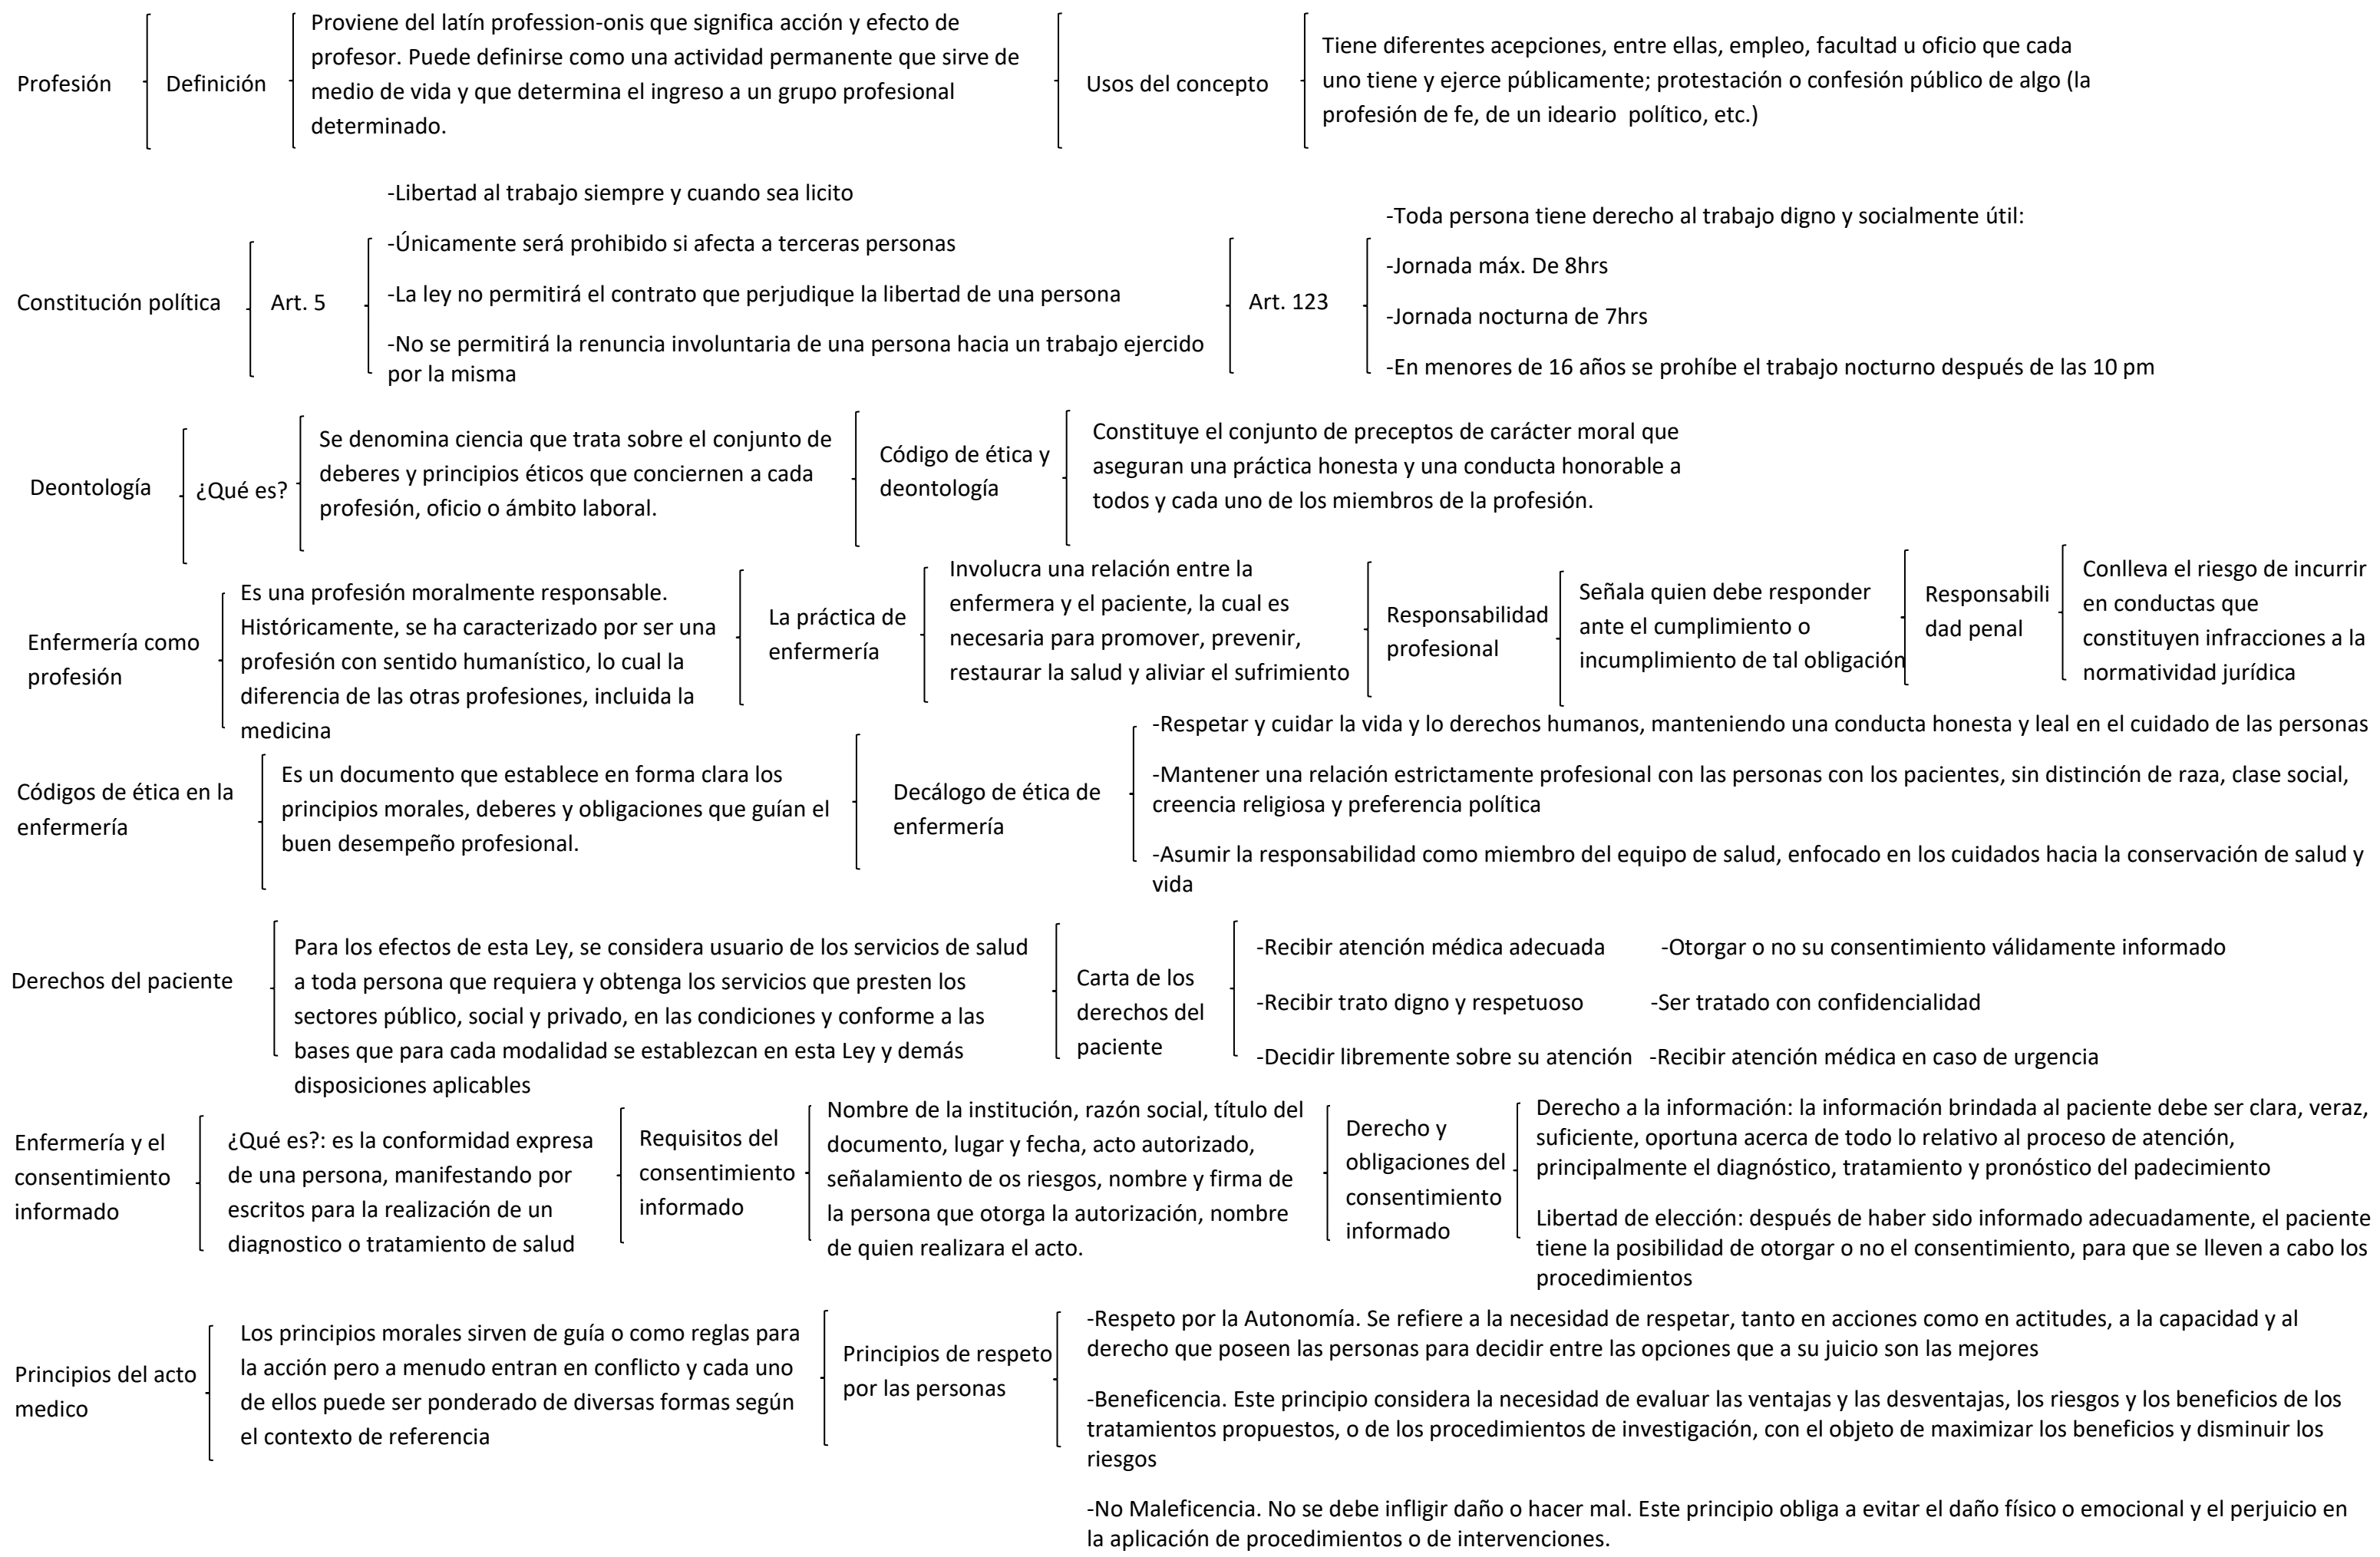 Profesión
Definición
Proviene del latín profession-onis que significa acción y efecto de
profesor. Puede definirse como una actividad permanente que sirve de
medio de vida y que determina el ingreso a un grupo profesional
determinado.
Usos del concepto
Tiene diferentes acepciones, entre ellas, empleo, facultad u oficio que cada
uno tiene y ejerce públicamente; protestación o confesión público de algo (la
profesión de fe, de un ideario  político, etc.)
Constitución política
Art. 5
-Libertad al trabajo siempre y cuando sea licito
-Únicamente será prohibido si afecta a terceras personas
-La ley no permitirá el contrato que perjudique la libertad de una persona
-No se permitirá la renuncia involuntaria de una persona hacia un trabajo ejercido
por la misma
Art. 123
-Toda persona tiene derecho al trabajo digno y socialmente útil:
-Jornada máx. De 8hrs
-Jornada nocturna de 7hrs
-En menores de 16 años se prohíbe el trabajo nocturno después de las 10 pm
Deontología
¿Qué es?
Se denomina ciencia que trata sobre el conjunto de
deberes y principios éticos que conciernen a cada
profesión, oficio o ámbito laboral.
Código de ética y
deontología
Constituye el conjunto de preceptos de carácter moral que
aseguran una práctica honesta y una conducta honorable a
todos y cada uno de los miembros de la profesión.
Enfermería como
profesión
Es una profesión moralmente responsable.
Históricamente, se ha caracterizado por ser una
profesión con sentido humanístico, lo cual la
diferencia de las otras profesiones, incluida la
medicina
La práctica de
enfermería
Involucra una relación entre la
enfermera y el paciente, la cual es
necesaria para promover, prevenir,
restaurar la salud y aliviar el sufrimiento
Responsabilidad
profesional
Señala quien debe responder
ante el cumplimiento o
incumplimiento de tal obligación
Responsabili
dad penal
Conlleva el riesgo de incurrir
en conductas que
constituyen infracciones a la
normatividad jurídica
Códigos de ética en la
enfermería
Es un documento que establece en forma clara los
principios morales, deberes y obligaciones que guían el
buen desempeño profesional.
Decálogo de ética de
enfermería
-Respetar y cuidar la vida y lo derechos humanos, manteniendo una conducta honesta y leal en el cuidado de las personas
-Mantener una relación estrictamente profesional con las personas con los pacientes, sin distinción de raza, clase social,
creencia religiosa y preferencia política
-Asumir la responsabilidad como miembro del equipo de salud, enfocado en los cuidados hacia la conservación de salud y
vida
Derechos del paciente
Para los efectos de esta Ley, se considera usuario de los servicios de salud
a toda persona que requiera y obtenga los servicios que presten los
sectores público, social y privado, en las condiciones y conforme a las
bases que para cada modalidad se establezcan en esta Ley y demás
disposiciones aplicables
Carta de los
derechos del
paciente
-Recibir atención médica adecuada -Otorgar o no su consentimiento válidamente informado
-Recibir trato digno y respetuoso -Ser tratado con confidencialidad
-Decidir libremente sobre su atención -Recibir atención médica en caso de urgencia
Enfermería y el
consentimiento
informado
¿Qué es?: es la conformidad expresa
de una persona, manifestando por
escritos para la realización de un
diagnostico o tratamiento de salud
Requisitos del
consentimiento
informado
Nombre de la institución, razón social, título del
documento, lugar y fecha, acto autorizado,
señalamiento de os riesgos, nombre y firma de
la persona que otorga la autorización, nombre
de quien realizara el acto.
Derecho y
obligaciones del
consentimiento
informado
Derecho a la información: la información brindada al paciente debe ser clara, veraz,
suficiente, oportuna acerca de todo lo relativo al proceso de atención,
principalmente el diagnóstico, tratamiento y pronóstico del padecimiento
Libertad de elección: después de haber sido informado adecuadamente, el paciente
tiene la posibilidad de otorgar o no el consentimiento, para que se lleven a cabo los
procedimientos
Principios del acto
medico
Los principios morales sirven de guía o como reglas para
la acción pero a menudo entran en conflicto y cada uno
de ellos puede ser ponderado de diversas formas según
el contexto de referencia
Principios de respeto
por las personas
-Respeto por la Autonomía. Se refiere a la necesidad de respetar, tanto en acciones como en actitudes, a la capacidad y al
derecho que poseen las personas para decidir entre las opciones que a su juicio son las mejores
-Beneficencia. Este principio considera la necesidad de evaluar las ventajas y las desventajas, los riesgos y los beneficios de los
tratamientos propuestos, o de los procedimientos de investigación, con el objeto de maximizar los beneficios y disminuir los
riesgos
-No Maleficencia. No se debe infligir daño o hacer mal. Este principio obliga a evitar el daño físico o emocional y el perjuicio en
la aplicación de procedimientos o de intervenciones.